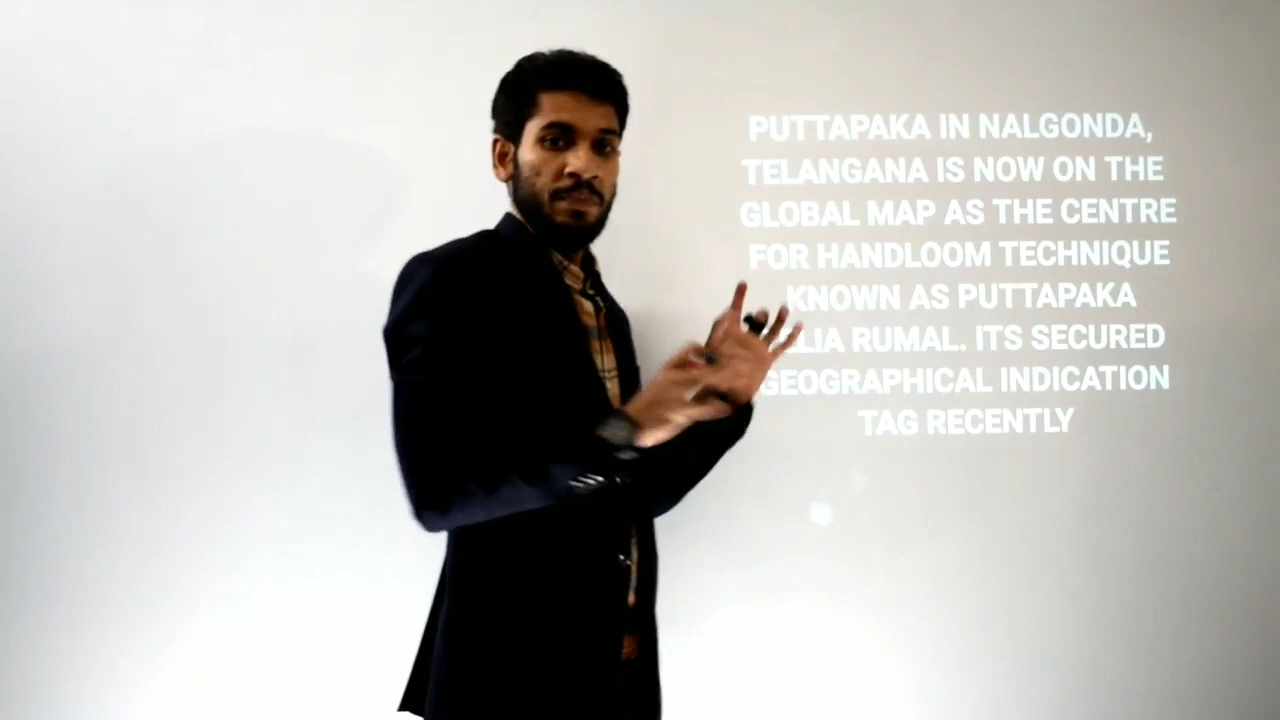 PUTTAPAKA IN NALGONDA,
TELANGANA IS NOW ON THE
GLOBAL MAP AS THE CENTRE
FOR HANDLOOM TECHNIQUE
KNOWN AS PUTTAPAKA
RUMAL. ITS SECURED
GEOGRAPHICAL INDICATION
TAG RECENTLY